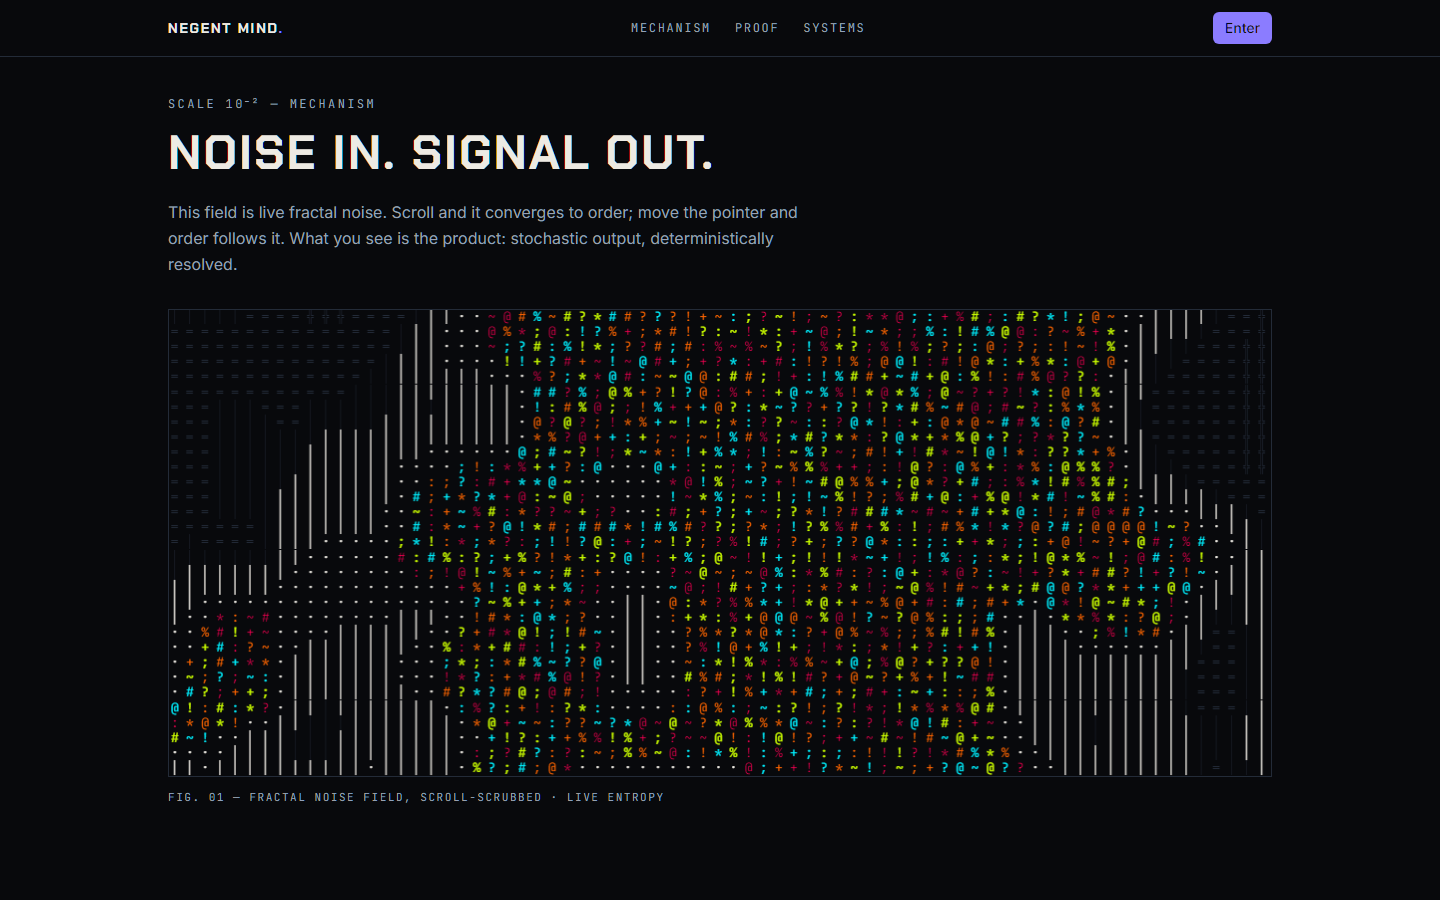 NEGENT MIND.
MECHANISM PROOF SYSTEMS
Enter
SCALE 10⁻² — MECHANISM
NOISE IN. SIGNAL OUT.
This field is live fractal noise. Scroll and it converges to order; move the pointer and
order follows it. What you see is the product: stochastic output, deterministically
resolved.
FIG. 01 — FRACTAL NOISE FIELD, SCROLL-SCRUBBED · LIVE ENTROPY